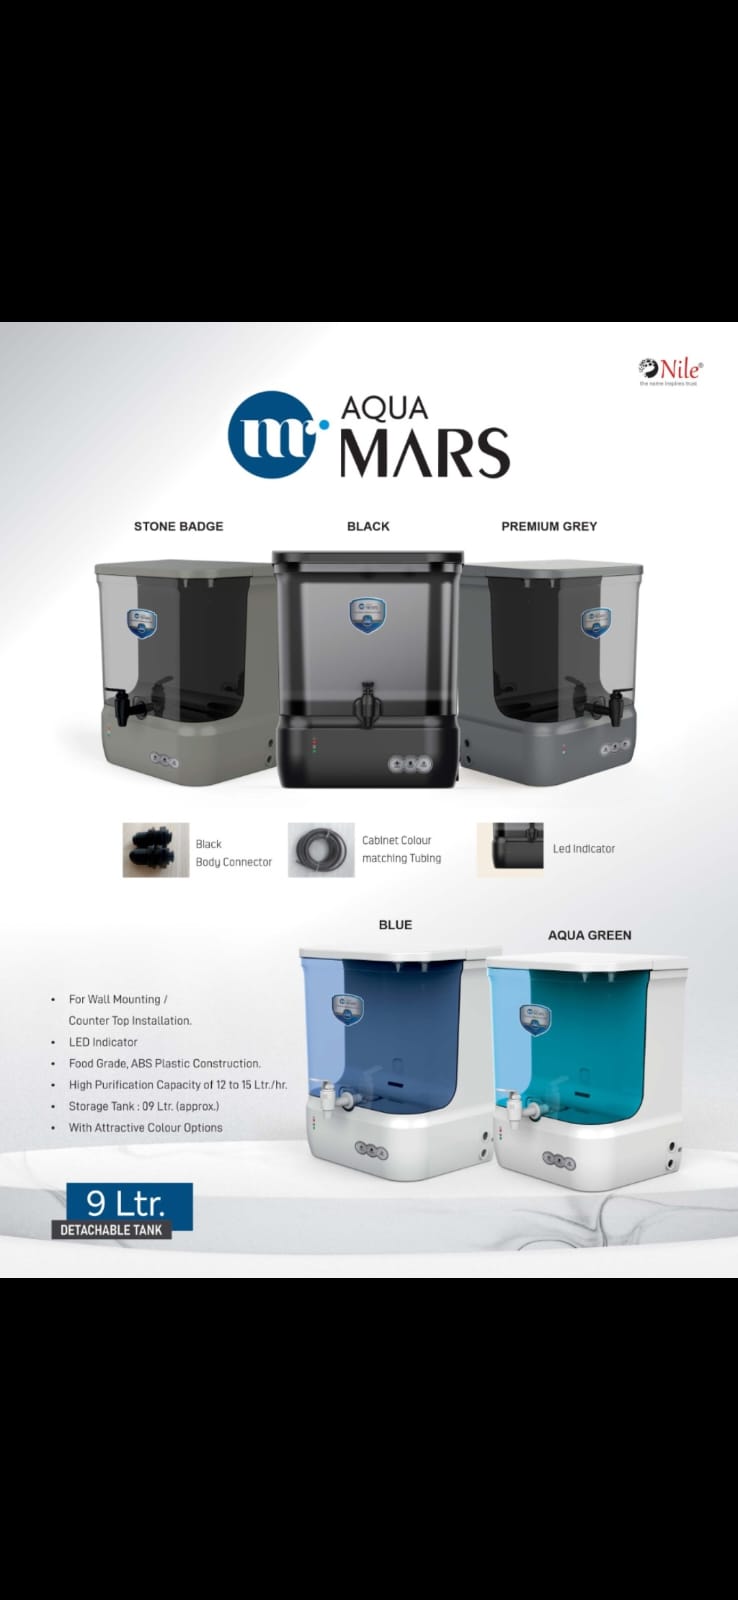 Nile®
the name inspires trust
mr.
AQUA
MARS
STONE BADGE
BLACK
PREMIUM GREY
Black
Body Connector
Cabinet Colour
matching Tubing
Led Indicator
BLUE
AQUA GREEN
• For Wall Mounting /
Counter Top Installation.
• LED Indicator
• Food Grade, ABS Plastic Construction.
• High Purification Capacity of 12 to 15 Ltr./hr.
• Storage Tank : 09 Ltr. (approx.)
• With Attractive Colour Options
9 Ltr.
DETACHABLE TANK